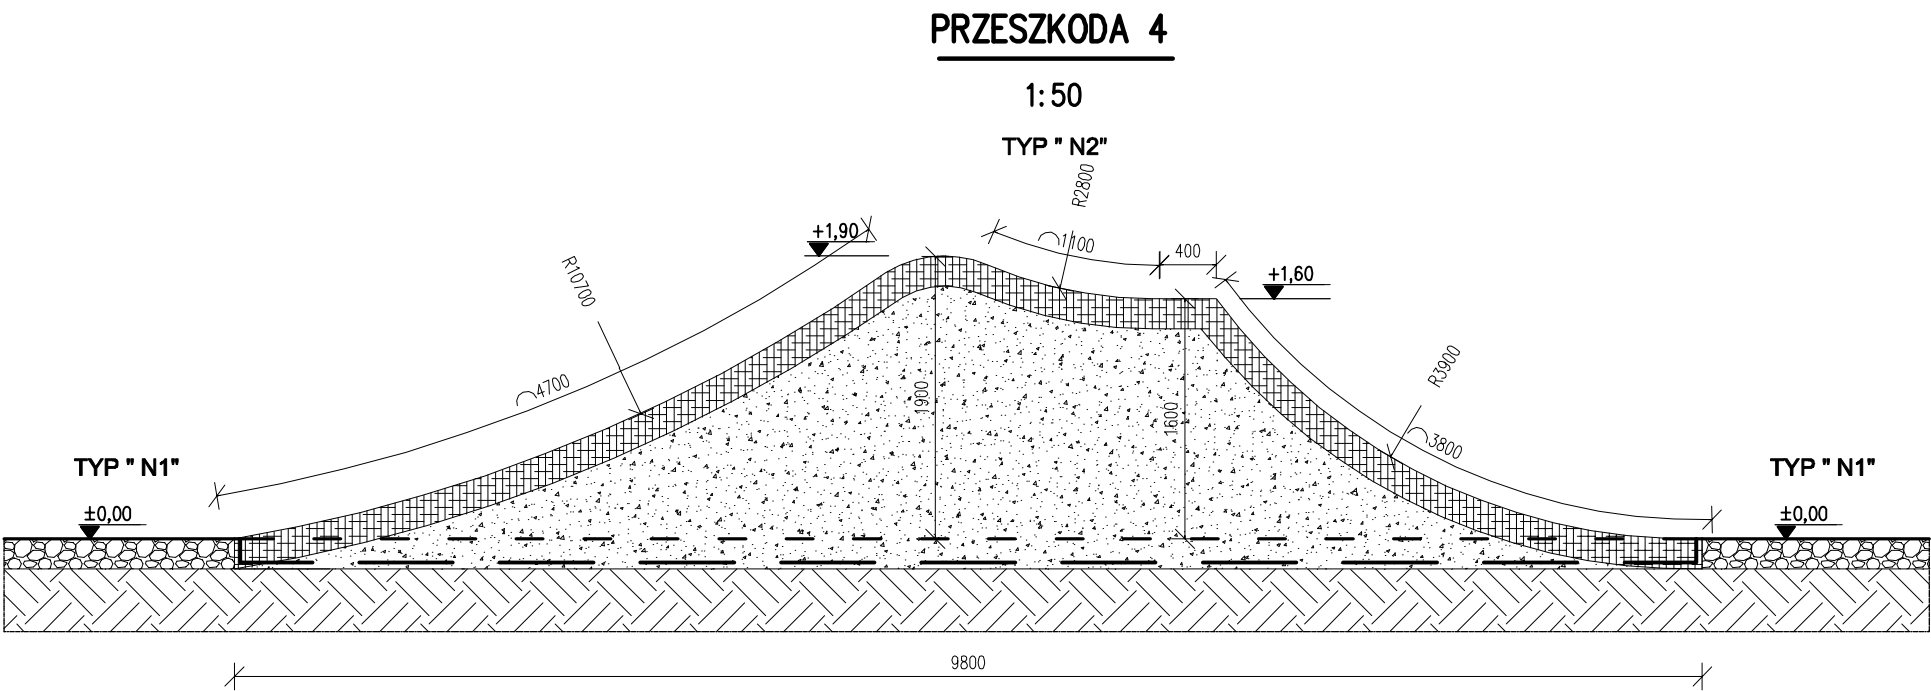 PRZESZKODA 4
1:50
TYP " N2"
R2800
+1,90
1100
400
R10700
+1,60
4700
1900
1600
R3900
3800
TYP " N1"
TYP " N1"
±0,00
±0,00
9800